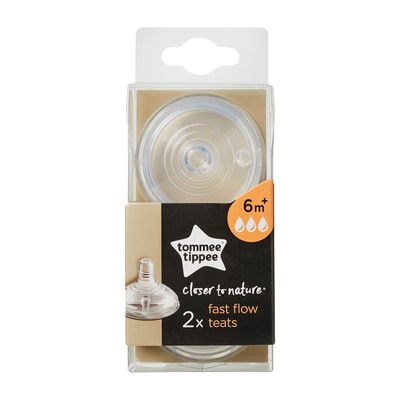 6m+
tommee
tippee
closer to nature®
2x fast flow
teats